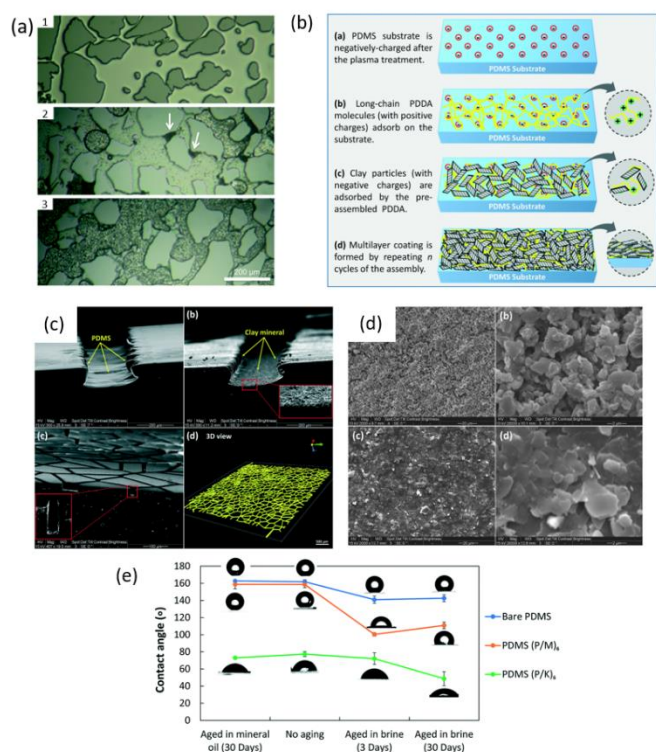 (a)
1
2
3
200 µm
(b)
(a) PDMS substrate is
negatively-charged after
the plasma treatment.
PDMS Substrate
PDMS Substrate
(b) Long-chain PDDA
molecules (with positive
charges) adsorb on the
substrate.
PDMS Substrate
(c) Clay particles (with
negative charges) are
adsorbed by the pre-
assembled PDDA.
PDMS Substrate
(d) Multilayer coating is
formed by repeating n
cycles of the assembly.
PDMS Substrate
(c)
PDMS
(b)
Clay mineral
(c)
(d)
3D view
(d)
(b)
(c)
(d)
(e)
Contact angle (o)
180
160
140
120
100
80
60
40
20
0
Aged in mineral
oil (30 Days)
No aging
Aged in brine
(3 Days)
Aged in brine
(30 Days)
Bare PDMS
PDMS (P/M)₈
PDMS (P/K)₈